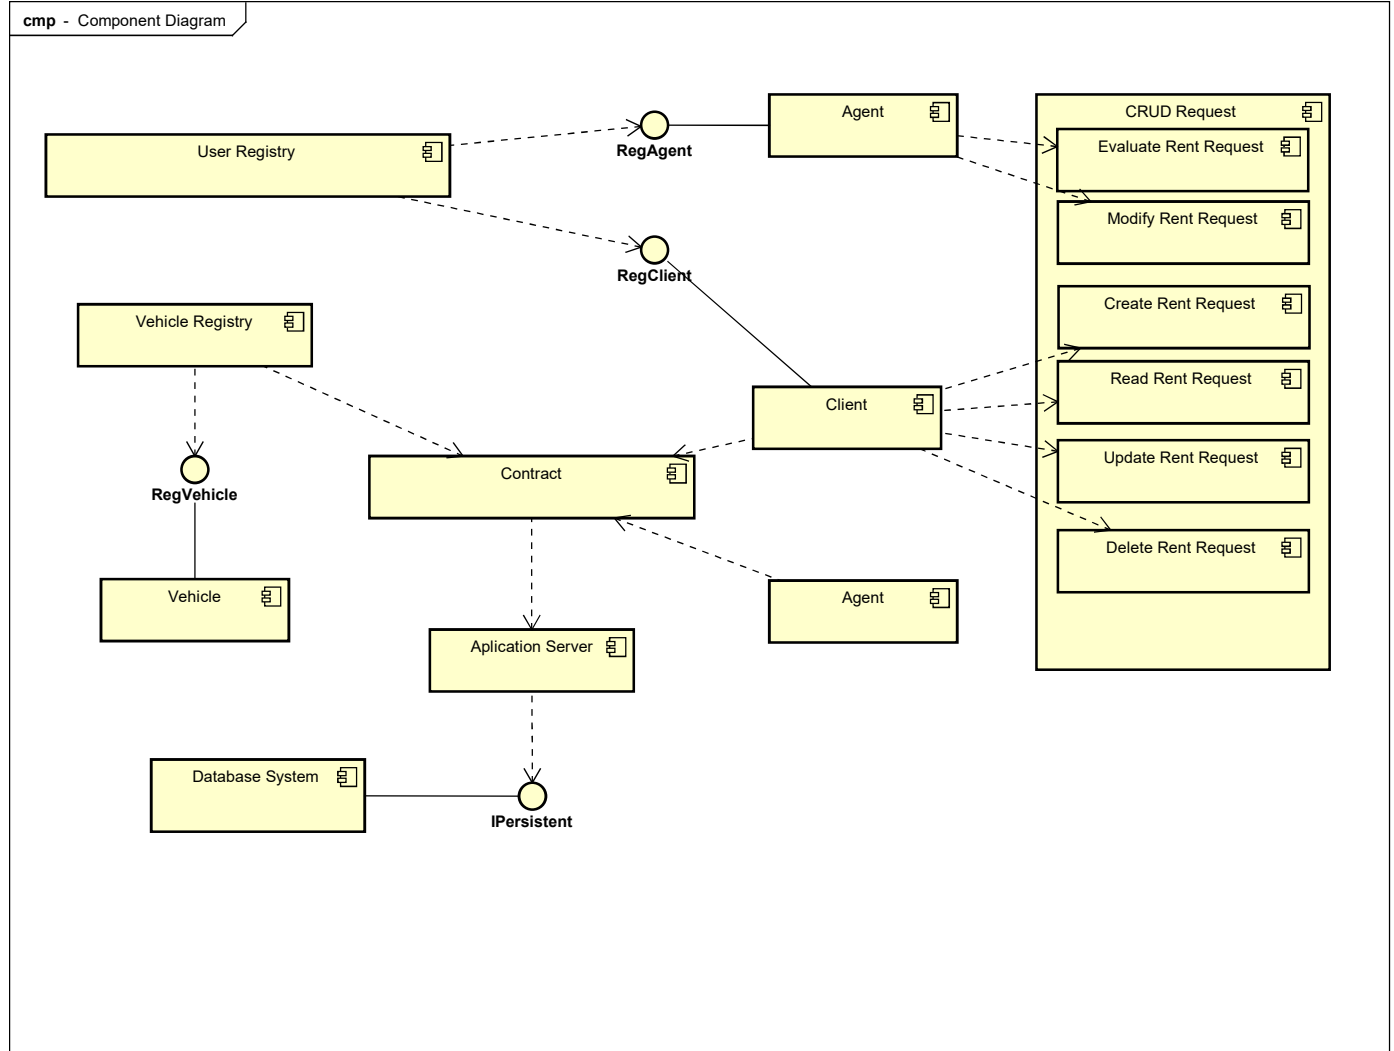 cmp - Component Diagram
Agent
CRUD Request
User Registry
RegAgent
Evaluate Rent Request
Modify Rent Request
RegClient
Vehicle Registry
Create Rent Request
Client
Read Rent Request
Contract
Update Rent Request
RegVehicle
Delete Rent Request
Vehicle
Agent
Aplication Server
Database System
IPersistent